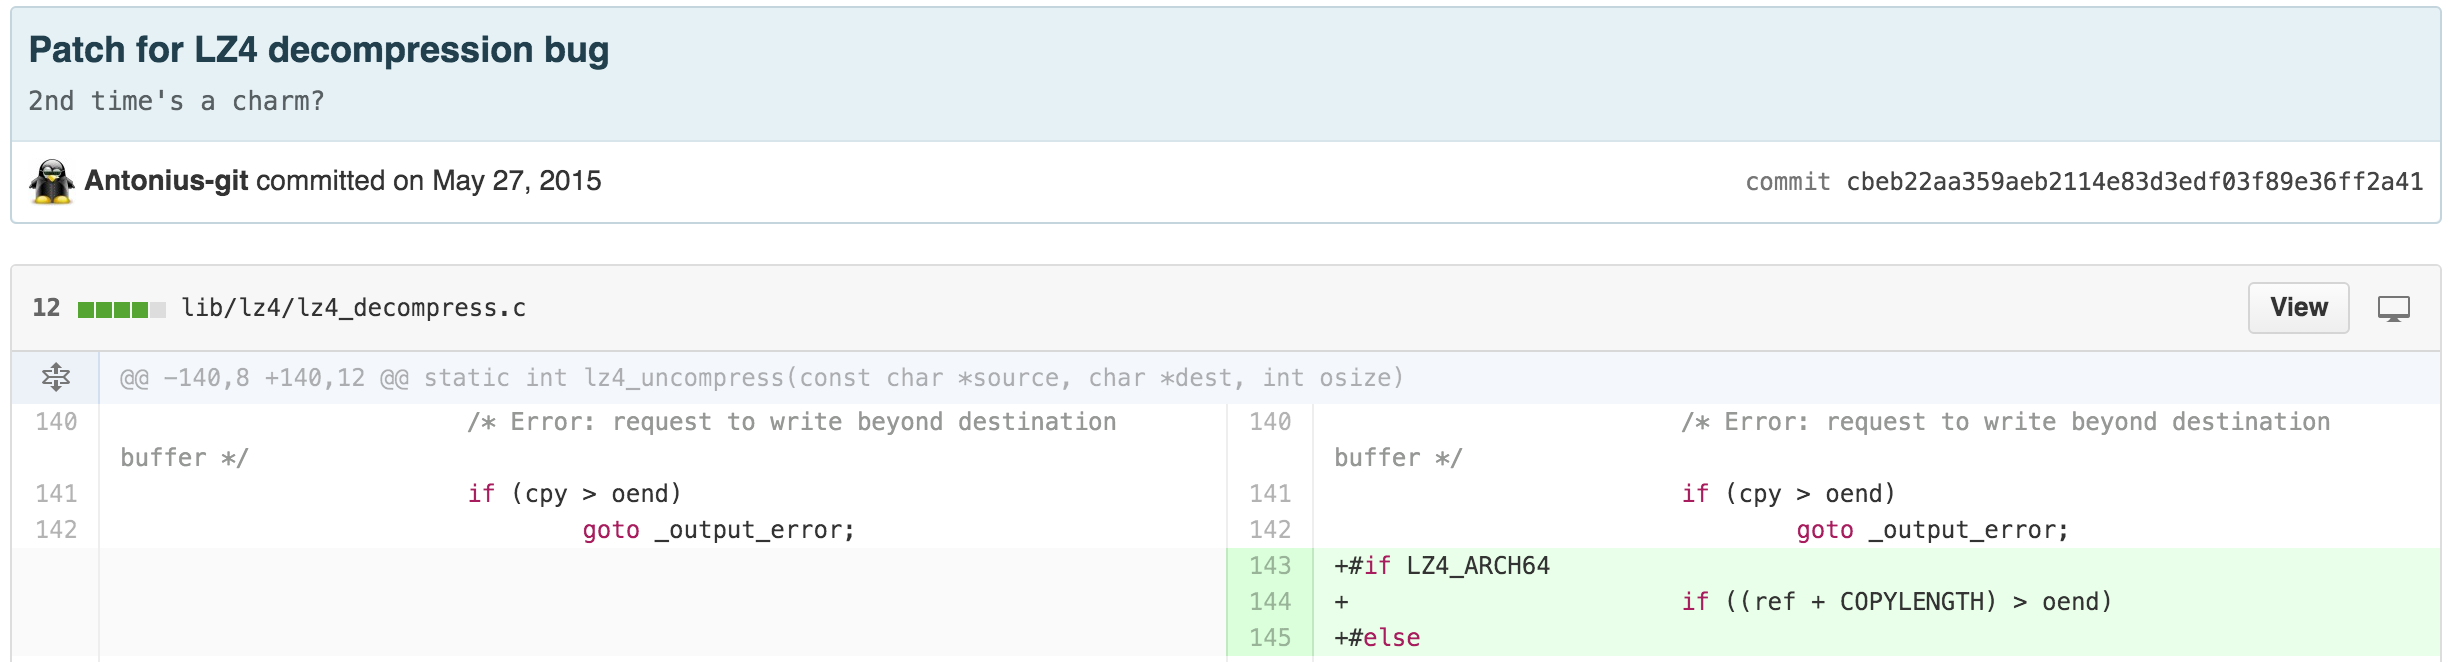 Patch for LZ4 decompression bug
2nd time's a charm?
Antonius-git committed on May 27, 2015
commit cbeb22aa359aeb2114e83d3edf03f89e36ff2a41
12 lib/lz4/lz4_decompress.c
View
@@ -140,8 +140,12 @@ static int lz4_uncompress(const char *source, char *dest, int osize)
140 /* Error: request to write beyond destination
buffer */
141 if (cpy > oend)
142 goto _output_error;
140 /* Error: request to write beyond destination
buffer */
141 if (cpy > oend)
142 goto _output_error;
143 +#if LZ4_ARCH64
144 + if ((ref + COPYLENGTH) > oend)
145 +#else